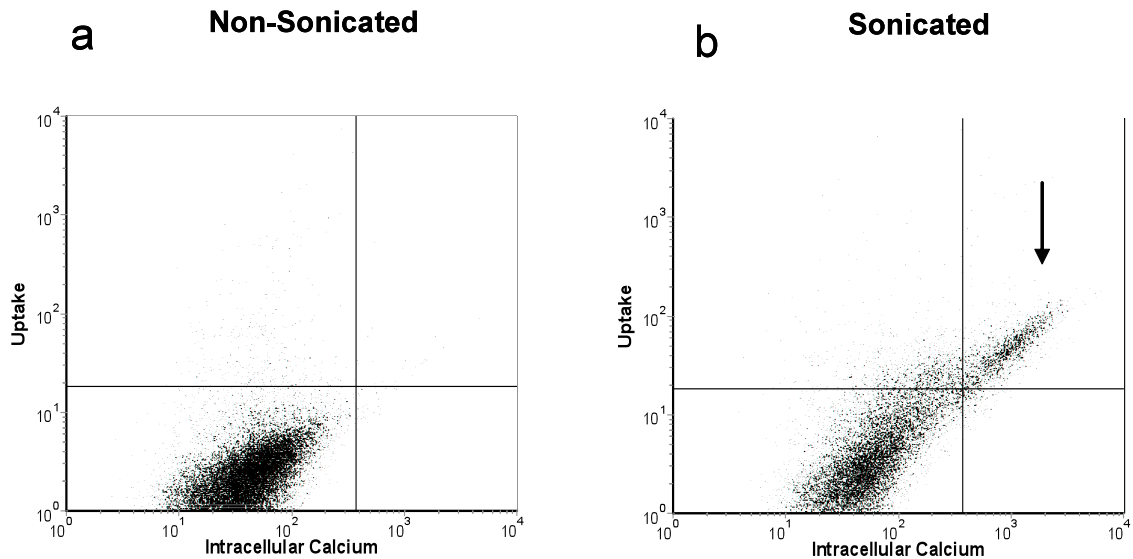 a
Non-Sonicated
10^4
10^3
10^2
10^1
10^0
Uptake
10^0 10^1 10^2 10^3 10^4
Intracellular Calcium
b
Sonicated
10^4
10^3
10^2
10^1
10^0
Uptake
10^0 10^1 10^2 10^3 10^4
Intracellular Calcium